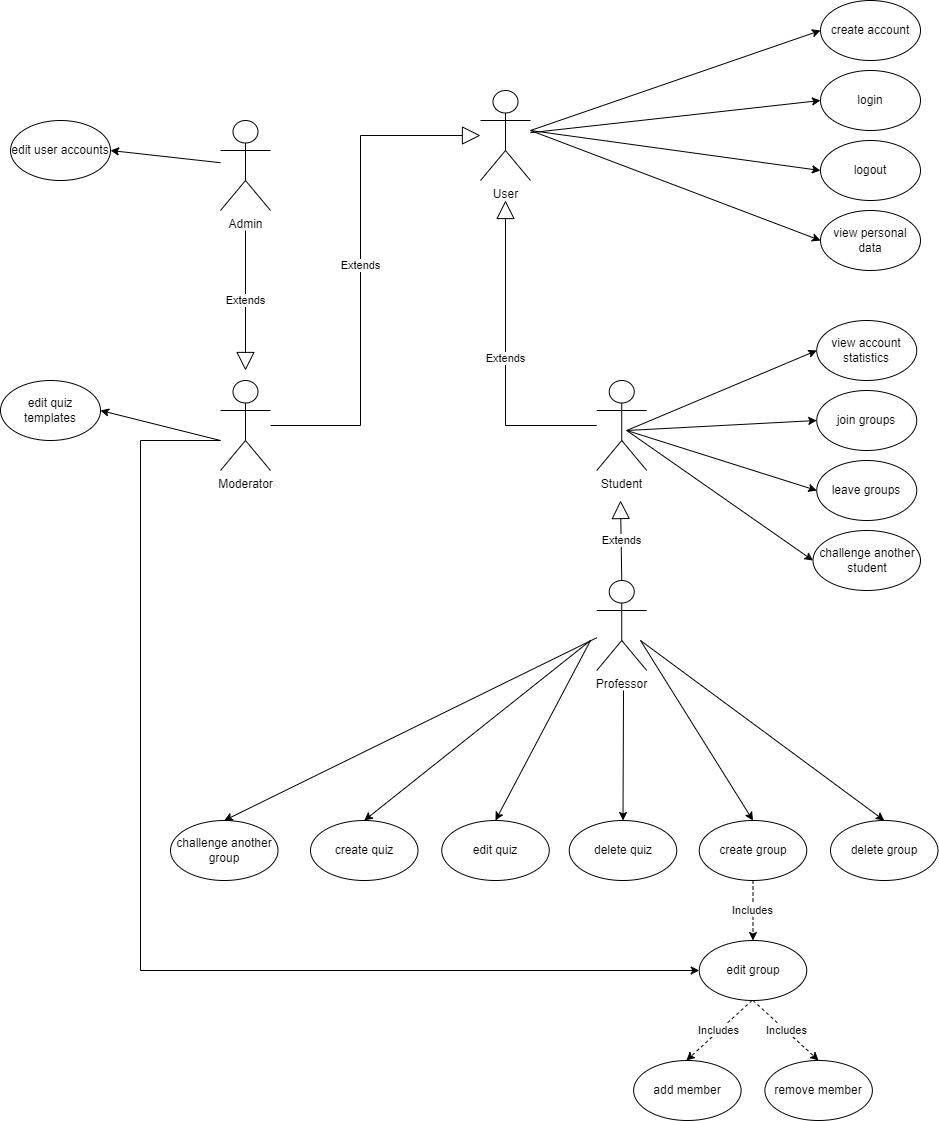 create account
login
edit user accounts
logout
User
Admin
view personal
data
Extends
Extends
view account
statistics
Extends
edit quiz
templates
join groups
Moderator
Student
leave groups
Extends
challenge another
student
Professor
challenge another
group
create quiz
edit quiz
delete quiz
create group
delete group
Includes
edit group
Includes
Includes
add member
remove member